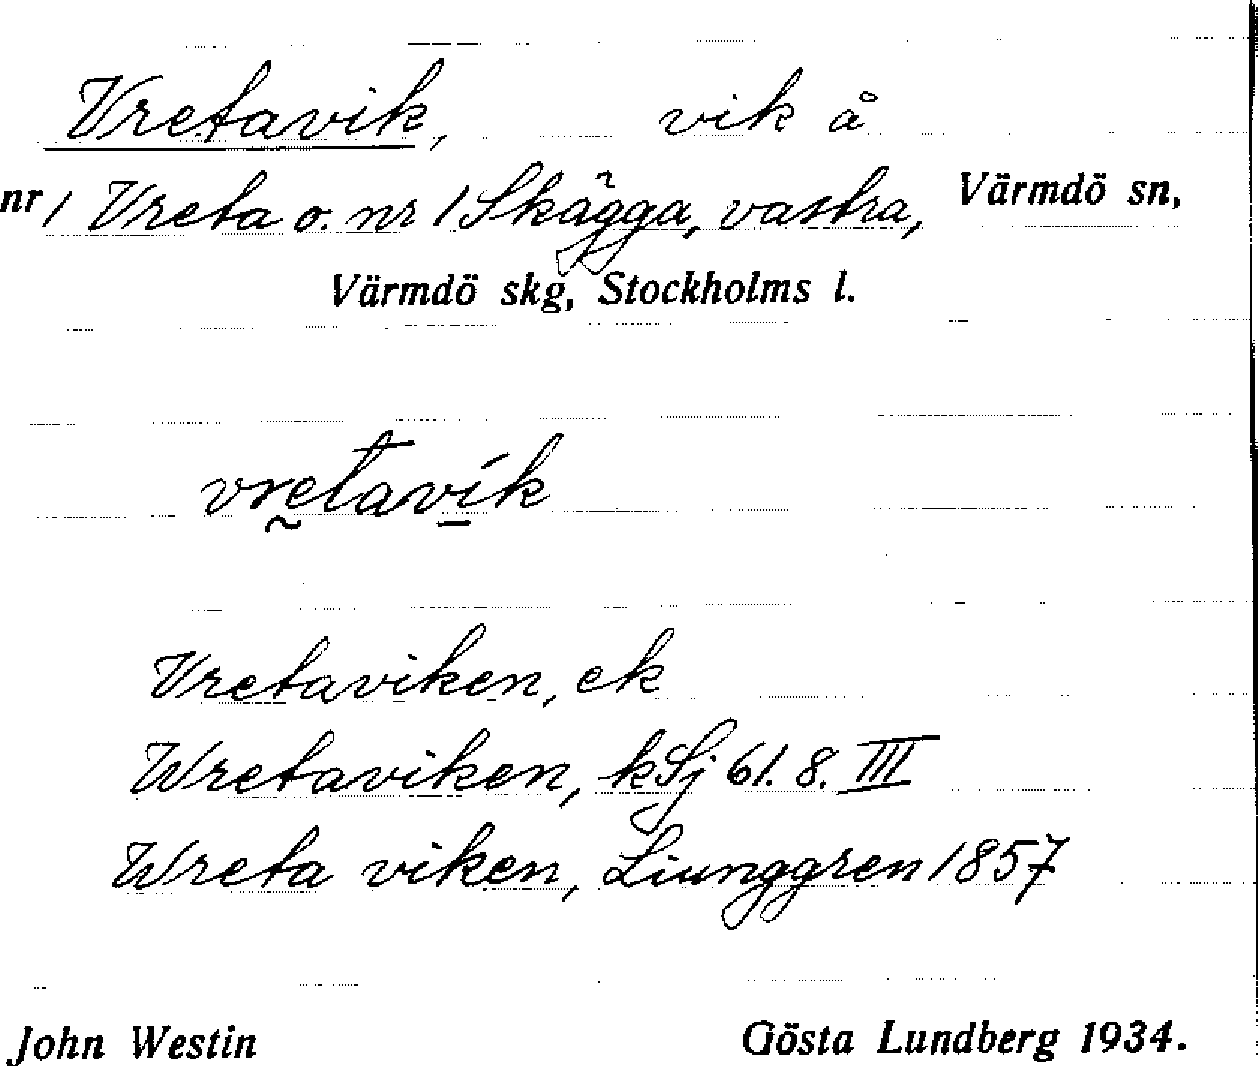 Vretavik, vik å
nr 1 Vreta o. nr 1 Skägga, västra, Värmdö sn,
Värmdö skg, Stockholms l.
vretavik
Vretaviken, ek
Wretaviken, kSj 61. 8. III
Wreta viken, Liunggren 1857
John Westin Gösta Lundberg 1934.